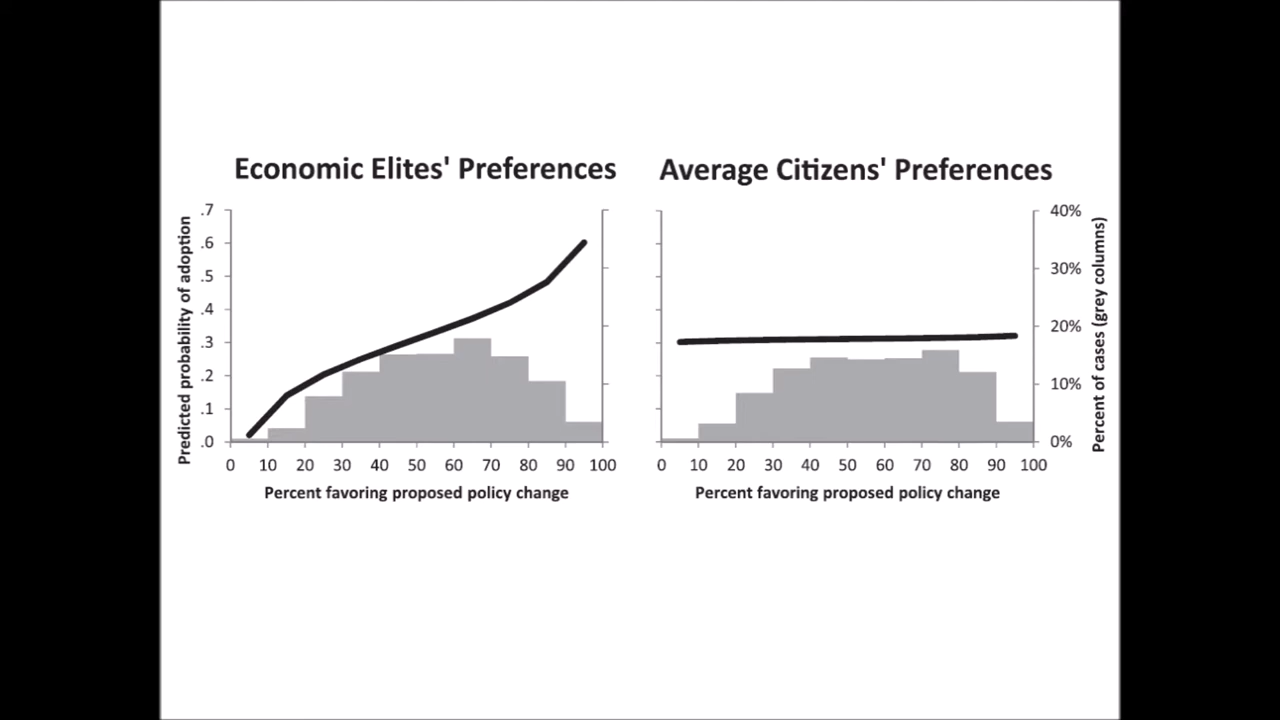 Economic Elites' Preferences
Predicted probability of adoption
.7
.6
.5
.4
.3
.2
.1
.0
0 10 20 30 40 50 60 70 80 90 100
Percent favoring proposed policy change
Average Citizens' Preferences
40%
30%
20%
10%
0%
Percent of cases (grey columns)
0 10 20 30 40 50 60 70 80 90 100
Percent favoring proposed policy change